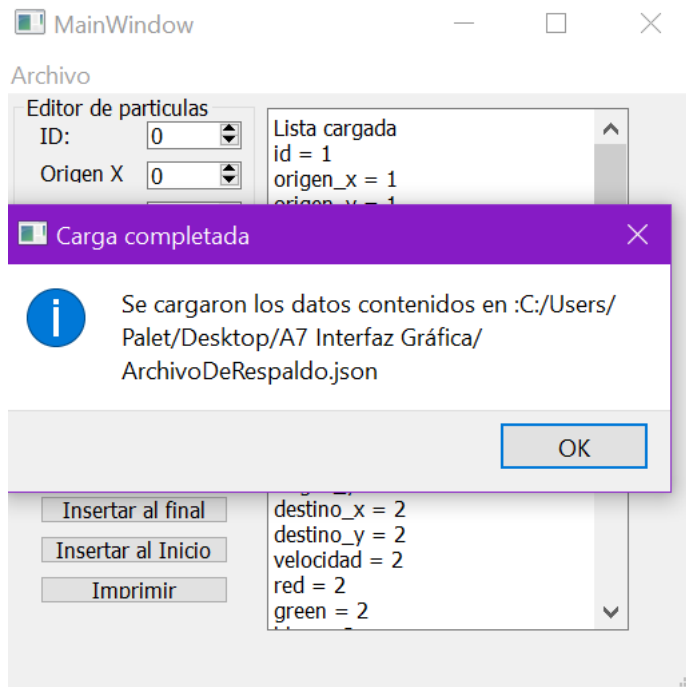 MainWindow
Archivo
Editor de particulas
ID:
0
Origen X
0
Lista cargada
id = 1
origen_x = 1
origen_y = 1
Carga completada
Se cargaron los datos contenidos en :C:/Users/
Palet/Desktop/A7 Interfaz Gráfica/
ArchivoDeRespaldo.json
OK
Insertar al final
Insertar al Inicio
Imprimir
destino_x = 2
destino_y = 2
velocidad = 2
red = 2
green = 2